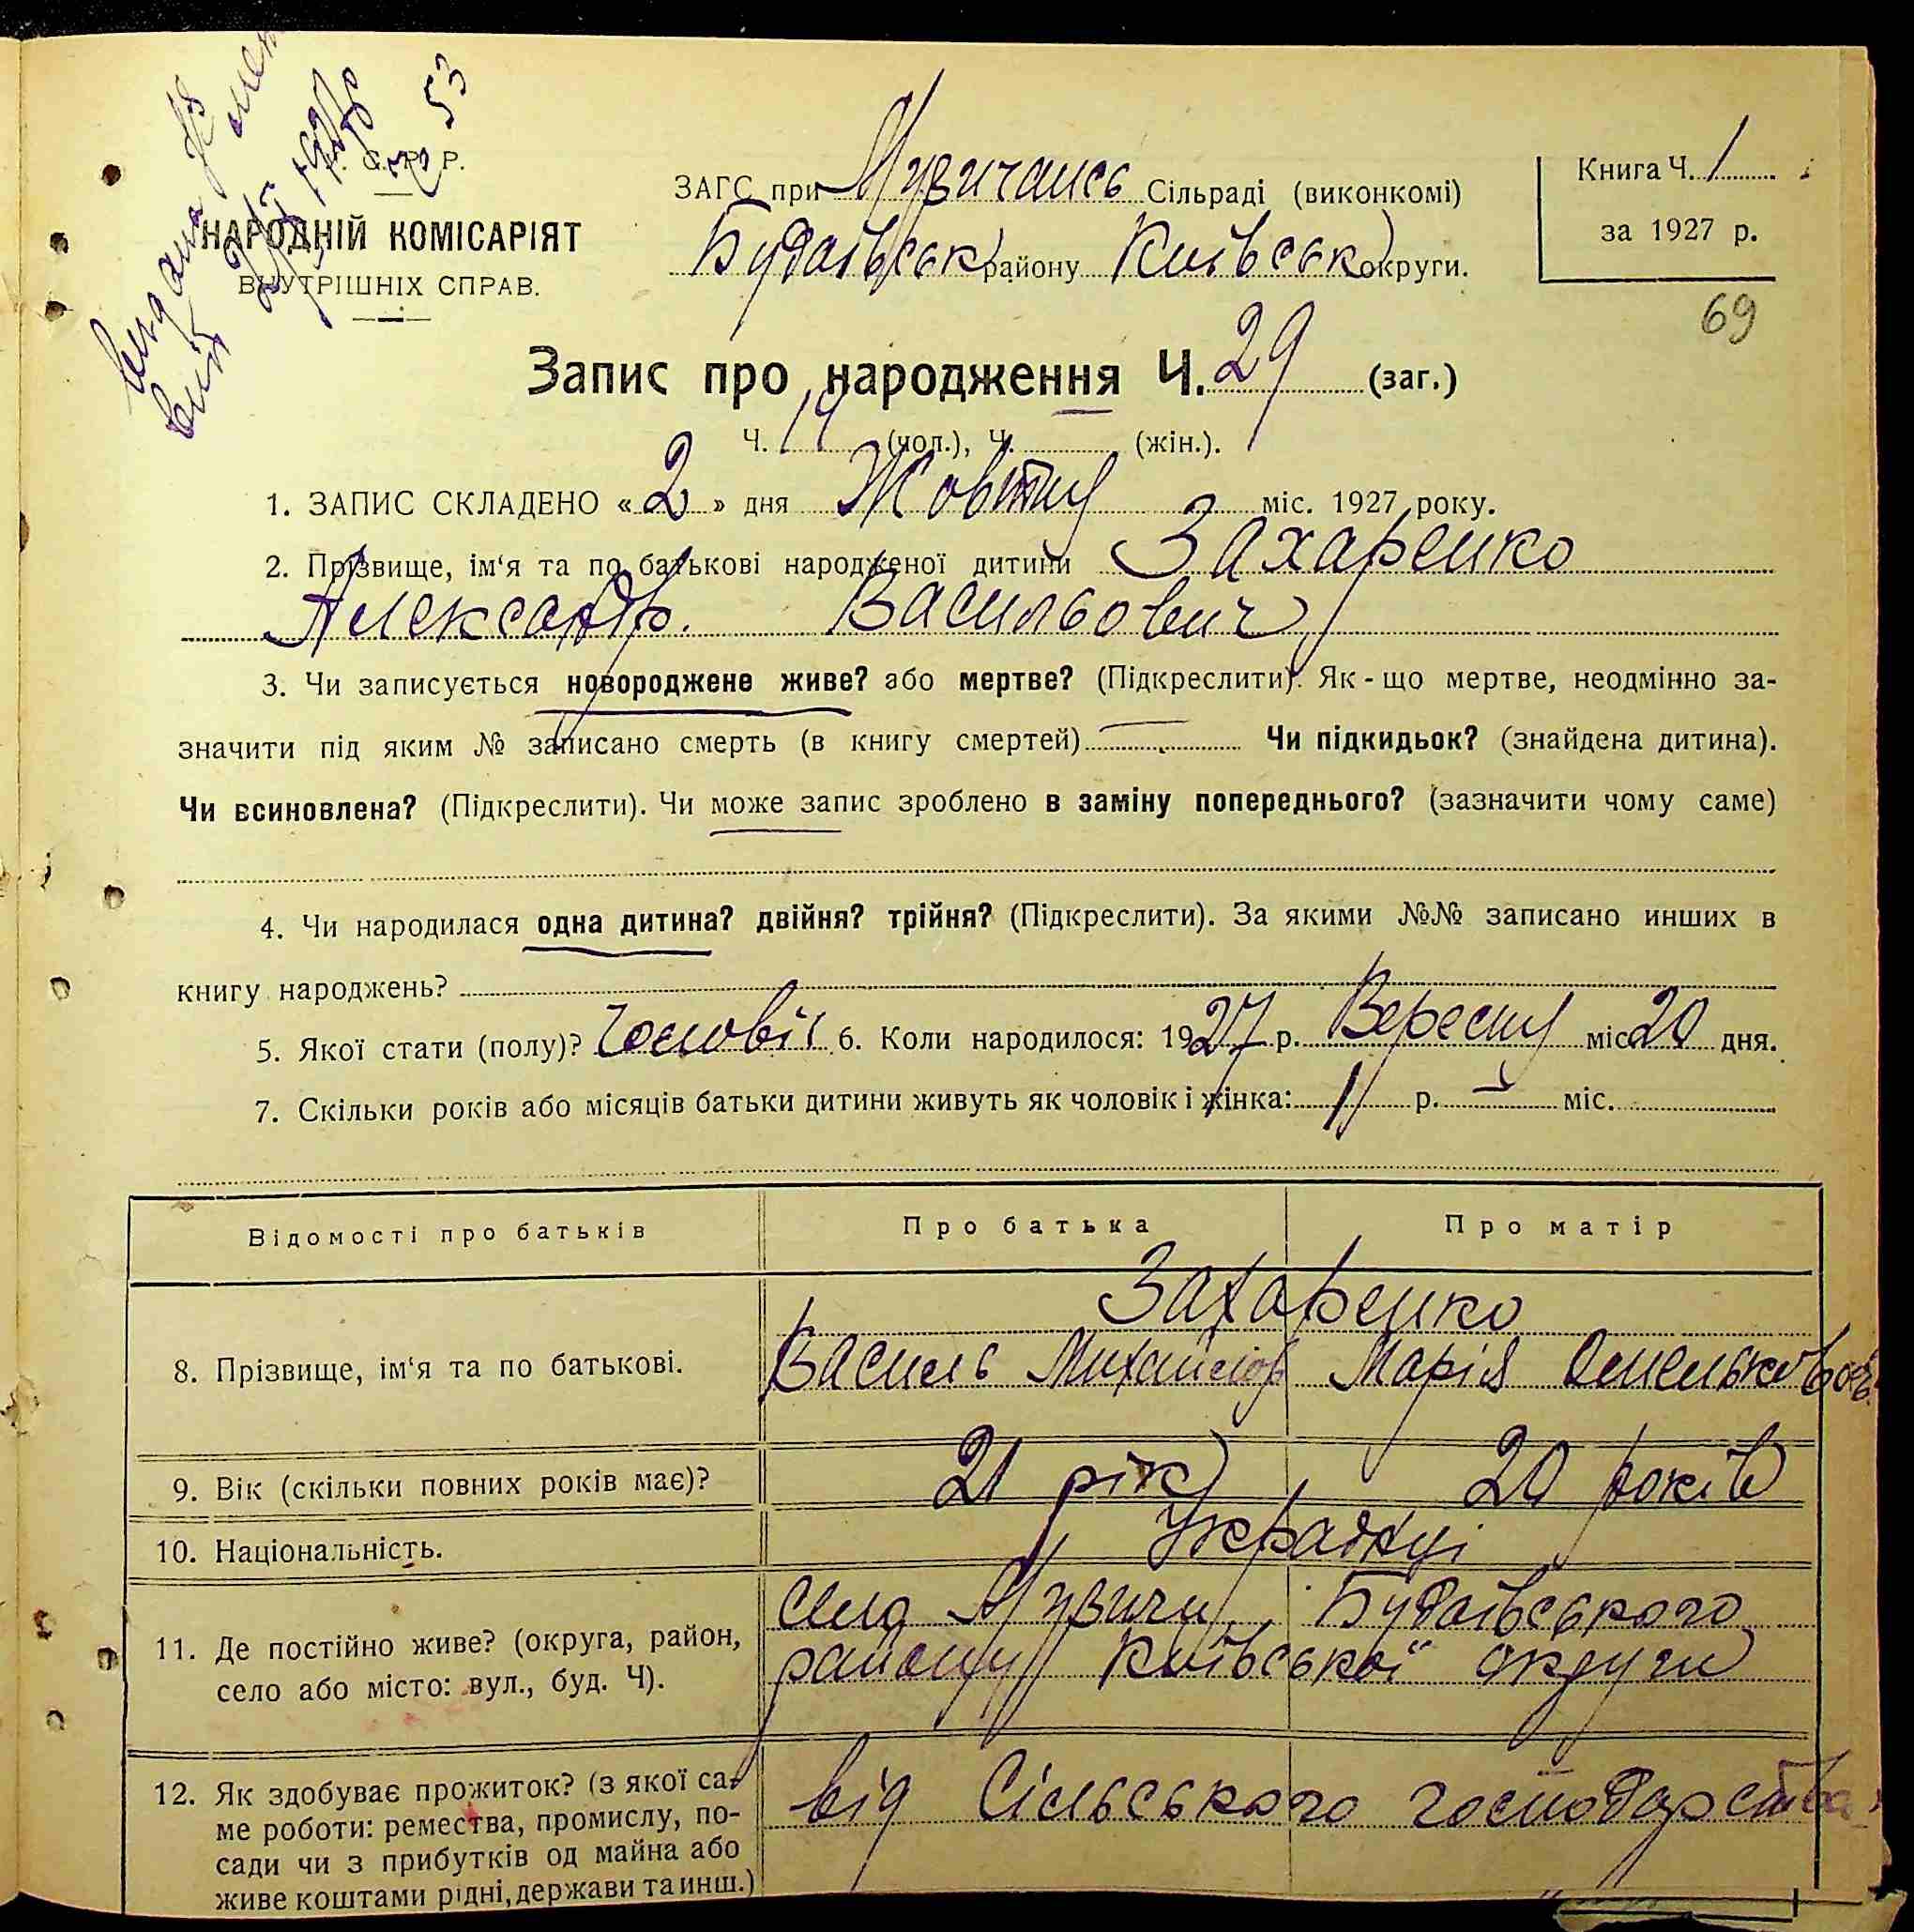 53
Р.
НАРОДНІЙ КОМІСАРІЯТ
ВНУТРІШНІХ СПРАВ.
ЗАГС при Музичансь Сільраді (виконкомі)
Будаївськ району Київськ округи.
Книга Ч. 1
за 1927 р.
69
Запис про народження Ч. 29 (заг.)
Ч. 14 (чол.), Ч. (жін.).
1. ЗАПИС СКЛАДЕНО «2» дня Жовтня міс. 1927 року.
2. Прізвище, ім‘я та по батькові народженої дитини Захаренко
Александр. Васильович
3. Чи записується новороджене живе? або мертве? (Підкреслити). Як-що мертве, неодмінно за-
значити під яким № записано смерть (в книгу смертей) Чи підкидьок? (знайдена дитина).
Чи всиновлена? (Підкреслити). Чи може запис зроблено в заміну попереднього? (зазначити чому саме)
4. Чи народилася одна дитина? двійня? трійня? (Підкреслити). За якими №№ записано инших в
книгу народжень?
5. Якої стати (полу)? Чоловіч 6. Коли народилося: 1927 р. Вересня міс 20 дня.
7. Скільки років або місяців батьки дитини живуть як чоловік і жінка: 1 р. — міс.
Відомості про батьків Про батька Про матір
Захаренко
8. Прізвище, ім‘я та по батькові. Василь Михайлов Марія
9. Вік (скільки повних років має)? 21 рік 20 років
10. Національність. Українці
село Музичи Будаївського
11. Де постійно живе? (округа, район, району Київської округи
село або місто: вул., буд. Ч).
12. Як здобуває прожиток? (з якої са- від Сільського господарства
ме роботи: ремества, промислу, по-
сади чи з прибутків од майна або
живе коштами рідні, держави та инш.)